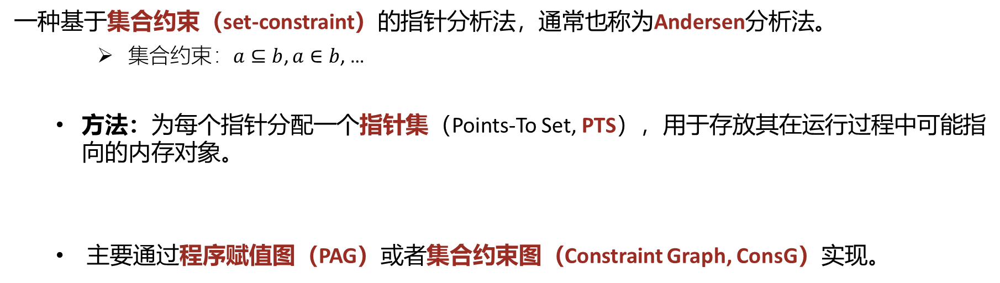 一种基于集合约束（set-constraint）的指针分析法，通常也称为Andersen分析法。
➢ 集合约束：a ⊆ b, a ∈ b, ...
• 方法：为每个指针分配一个指针集（Points-To Set, PTS），用于存放其在运行过程中可能指
向的内存对象。
• 主要通过程序赋值图（PAG）或者集合约束图（Constraint Graph, ConsG）实现。